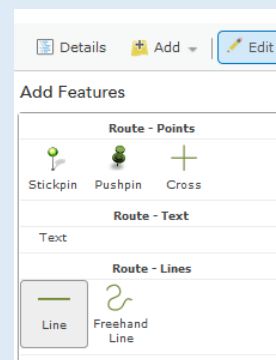 Details Add Edit
Add Features
Route - Points
Stickpin Pushpin Cross
Route - Text
Text
Route - Lines
Line Freehand
Line